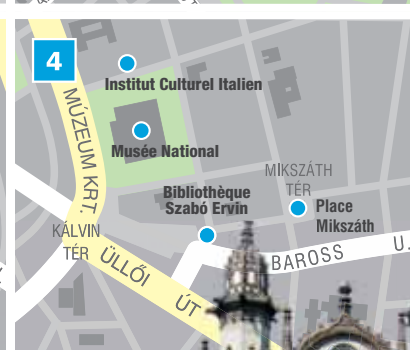 4
Institut Culturel Italien
MÚZEUM KRT.
Musée National
MIKSZÁTH
TÉR
Bibliothèque
Szabó Ervin
Place
Mikszáth
KÁLVIN
TÉR
ÜLLŐI ÚT
BAROSS U.